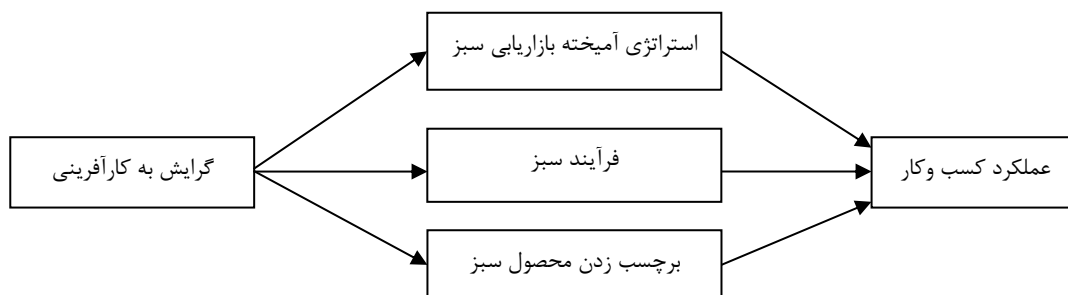 استراتژی آمیخته بازاریابی سبز
گرایش به کارآفرینی
فرآیند سبز
عملکرد کسب وکار
برچسب زدن محصول سبز